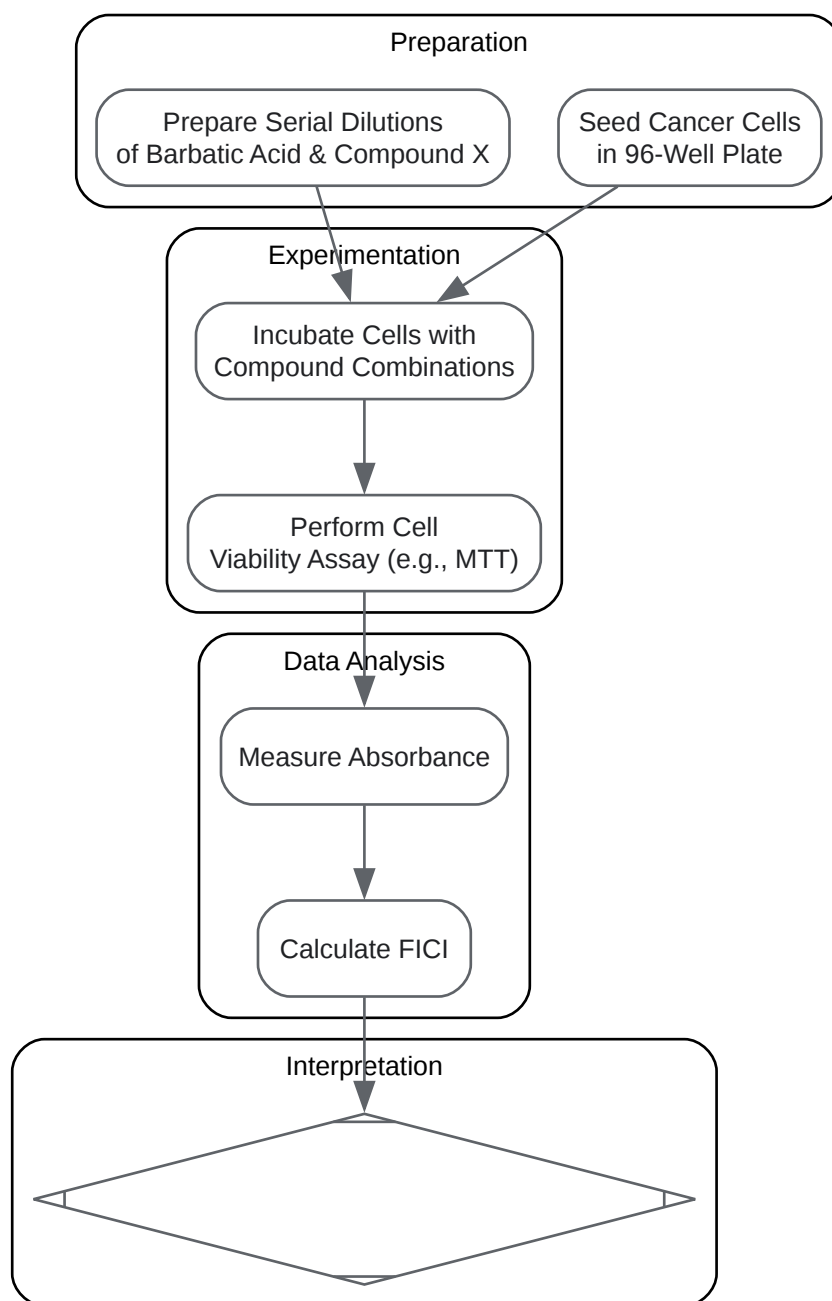 Preparation
Prepare Serial Dilutions
of Barbatic Acid & Compound X
Seed Cancer Cells
in 96-Well Plate
Experimentation
Incubate Cells with
Compound Combinations
Perform Cell
Viability Assay (e.g., MTT)
Data Analysis
Measure Absorbance
Calculate FICI
Interpretation